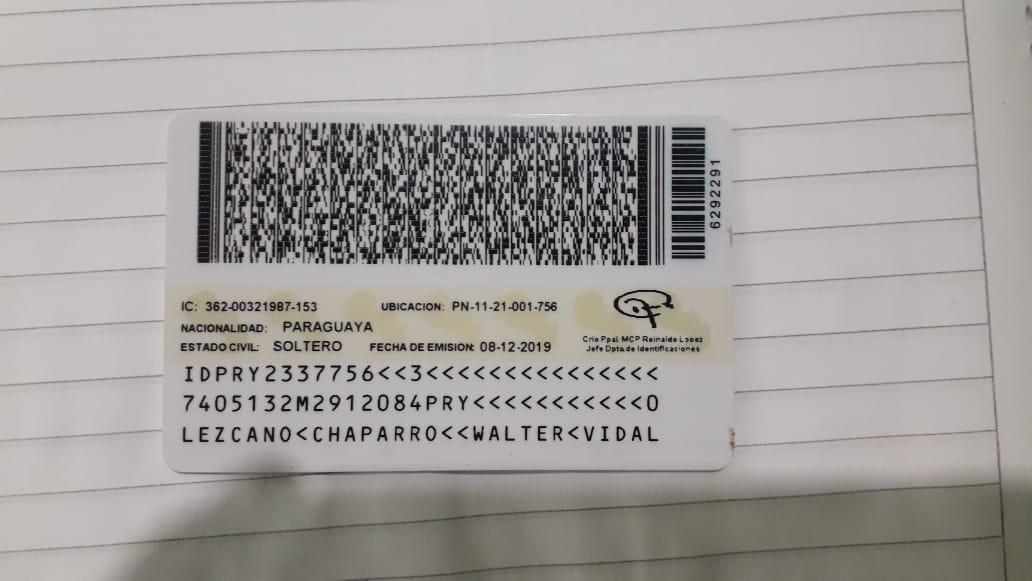 6292291
IC: 362-00321987-153 UBICACION: PN-11-21-001-756
NACIONALIDAD: PARAGUAYA
ESTADO CIVIL: SOLTERO FECHA DE EMISION: 08-12-2019
Crio Ppal MCP Reinaldo Lopez
Jefe Dpto de Identificaciones
IDPRY2337756<<3<<<<<<<<<<<<<<<
7405132M2912084PRY<<<<<<<<<<<0
LEZCANO<CHAPARRO<<WALTER<VIDAL